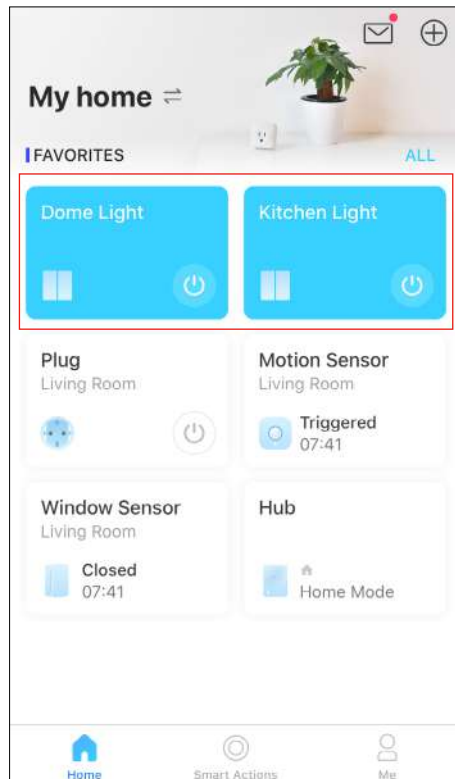 My home
FAVORITES
ALL
Dome Light
Kitchen Light
Plug
Living Room
Motion Sensor
Living Room
Triggered
07:41
Window Sensor
Living Room
Closed
07:41
Hub
Home Mode
Home
Smart Actions
Me